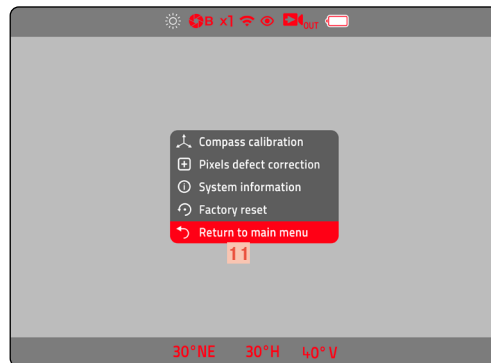 B x1 OUT
Compass calibration
Pixels defect correction
System information
Factory reset
Return to main menu
11
30°NE 30°H 40°V